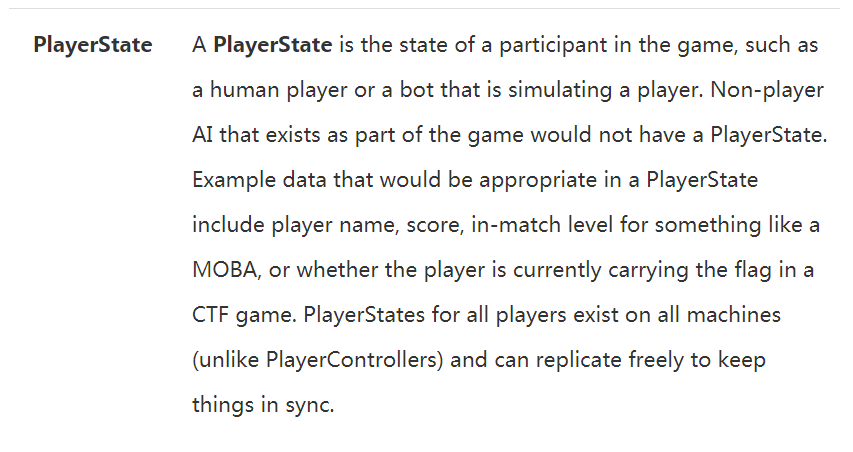 PlayerState A PlayerState is the state of a participant in the game, such as
a human player or a bot that is simulating a player. Non-player
AI that exists as part of the game would not have a PlayerState.
Example data that would be appropriate in a PlayerState
include player name, score, in-match level for something like a
MOBA, or whether the player is currently carrying the flag in a
CTF game. PlayerStates for all players exist on all machines
(unlike PlayerControllers) and can replicate freely to keep
things in sync.